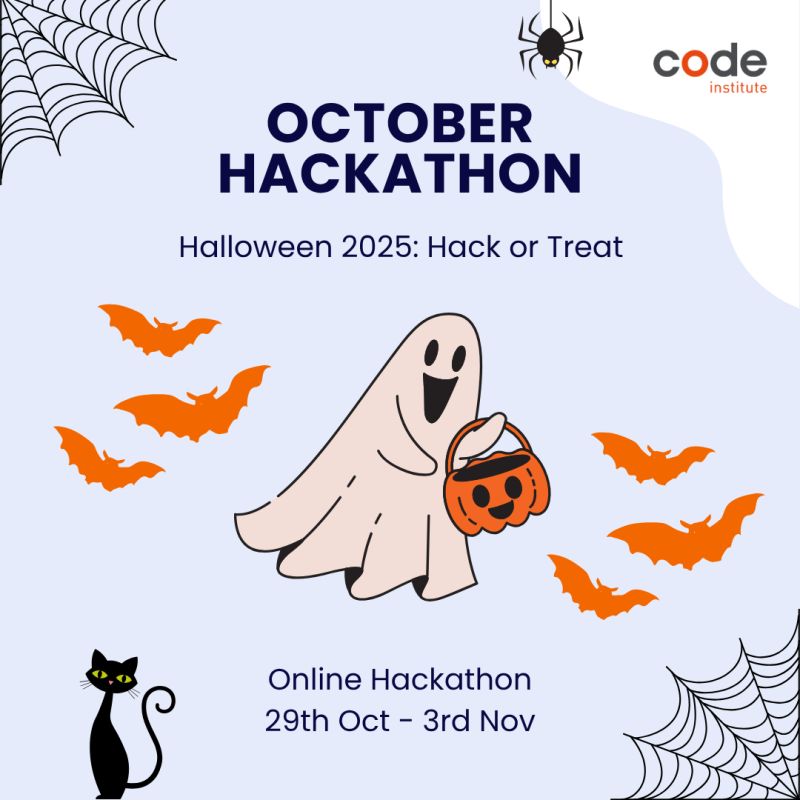 code
institute
OCTOBER
HACKATHON
Halloween 2025: Hack or Treat
Online Hackathon
29th Oct - 3rd Nov